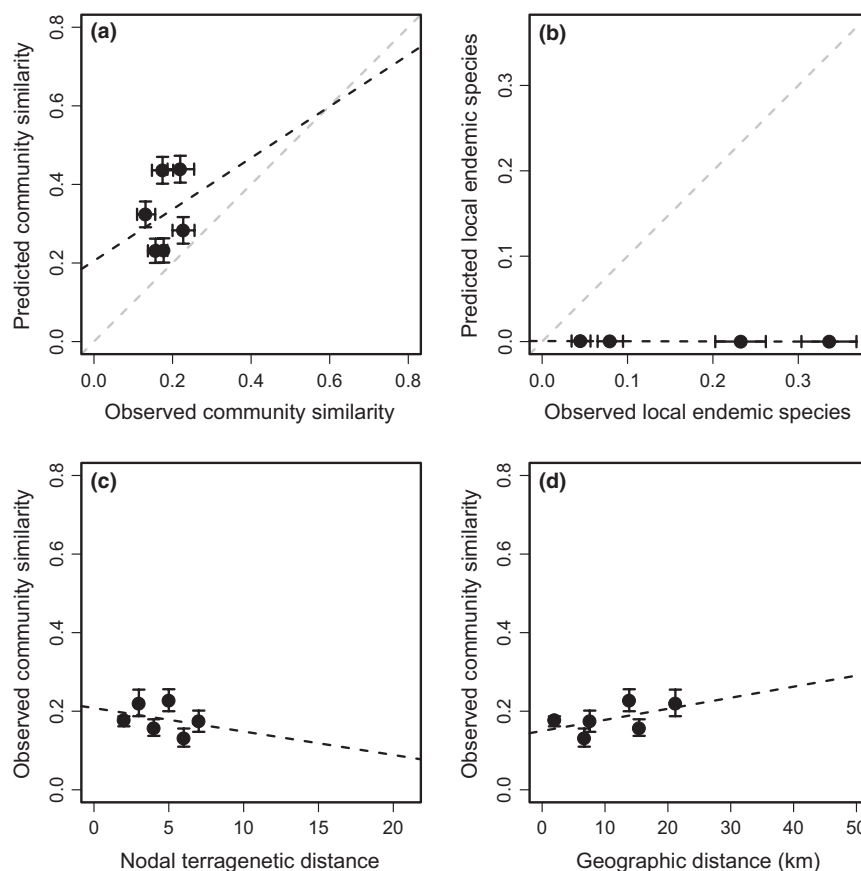 (a)
Predicted community similarity
0.0 0.2 0.4 0.6 0.8
0.0 0.2 0.4 0.6 0.8
Observed community similarity
(b)
Predicted local endemic species
0.0 0.1 0.2 0.3
0.0 0.1 0.2 0.3
Observed local endemic species
(c)
Observed community similarity
0.0 0.2 0.4 0.6 0.8
0 5 10 15 20
Nodal terragenetic distance
(d)
Observed community similarity
0.0 0.2 0.4 0.6 0.8
0 10 20 30 40 50
Geographic distance (km)